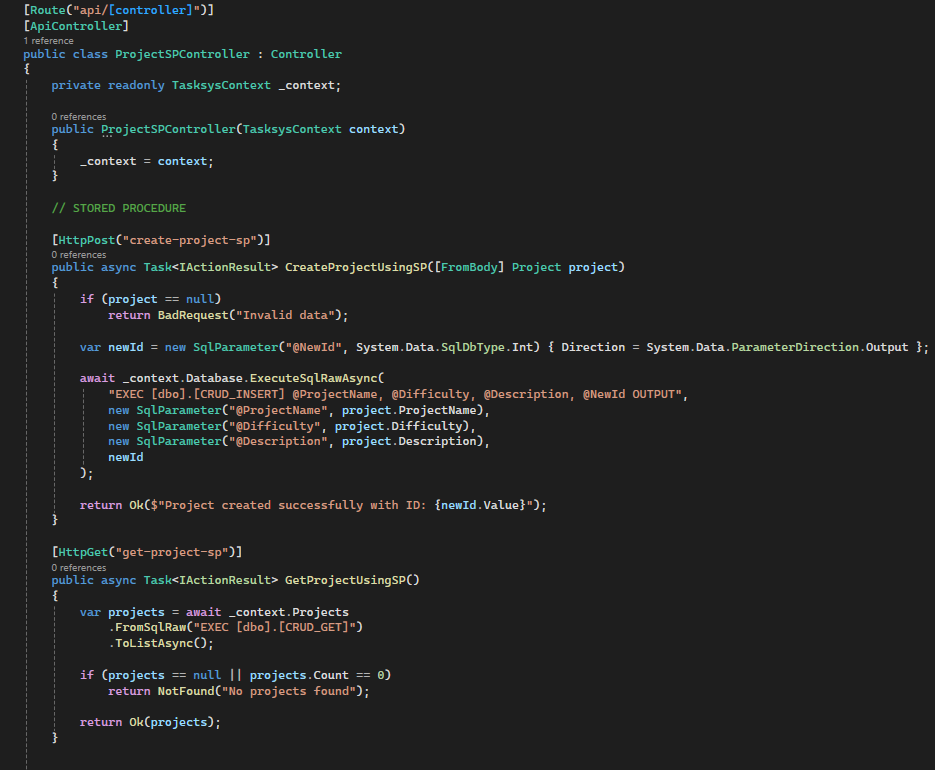 [Route("api/[controller]")]
[ApiController]
1 reference
public class ProjectSPController : Controller
{
private readonly TasksysContext _context;
0 references
public ProjectSPController(TasksysContext context)
{
_context = context;
}
// STORED PROCEDURE
[HttpPost("create-project-sp")]
0 references
public async Task<IActionResult> CreateProjectUsingSP([FromBody] Project project)
{
if (project == null)
return BadRequest("Invalid data");
var newId = new SqlParameter("@NewId", System.Data.SqlDbType.Int) { Direction = System.Data.ParameterDirection.Output };
await _context.Database.ExecuteSqlRawAsync(
"EXEC [dbo].[CRUD_INSERT] @ProjectName, @Difficulty, @Description, @NewId OUTPUT",
new SqlParameter("@ProjectName", project.ProjectName),
new SqlParameter("@Difficulty", project.Difficulty),
new SqlParameter("@Description", project.Description),
newId
);
return Ok($"Project created successfully with ID: {newId.Value}");
}
[HttpGet("get-project-sp")]
0 references
public async Task<IActionResult> GetProjectUsingSP()
{
var projects = await _context.Projects
.FromSqlRaw("EXEC [dbo].[CRUD_GET]")
.ToListAsync();
if (projects == null || projects.Count == 0)
return NotFound("No projects found");
return Ok(projects);
}